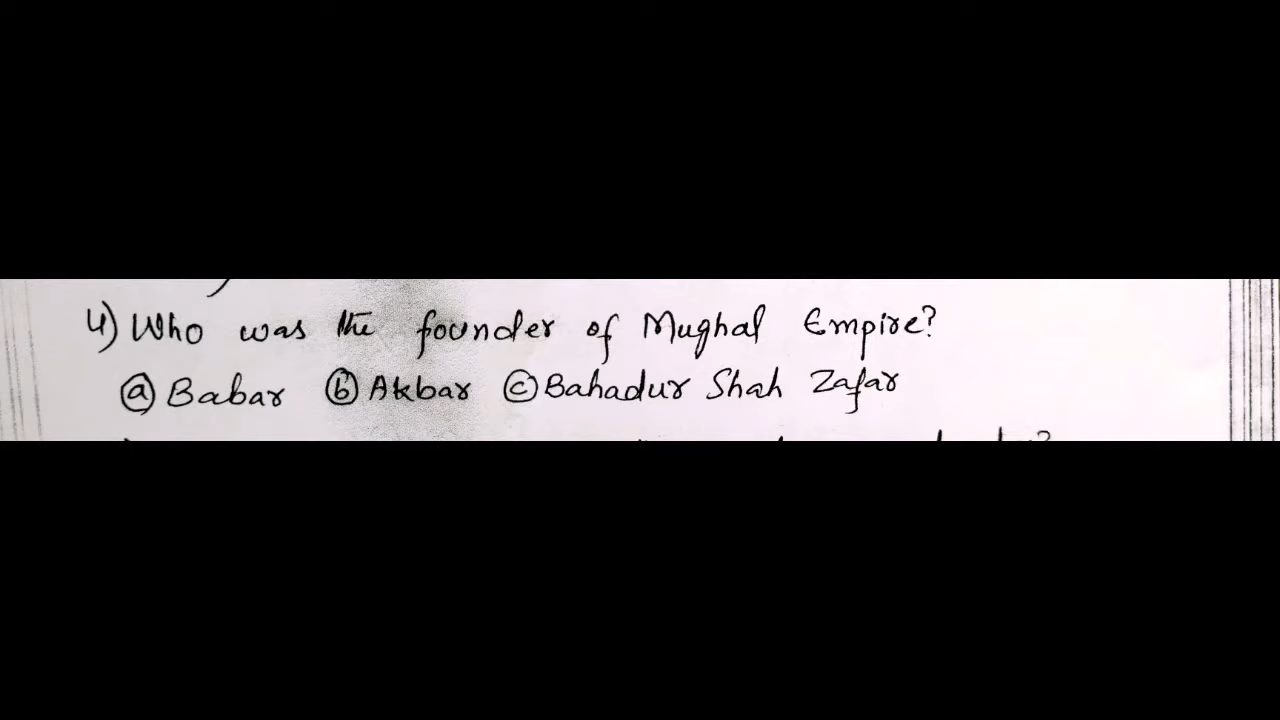 4) Who was the founder of Mughal Empire?
ⓐ Babar ⓑ Akbar ⓒ Bahadur Shah Zafar